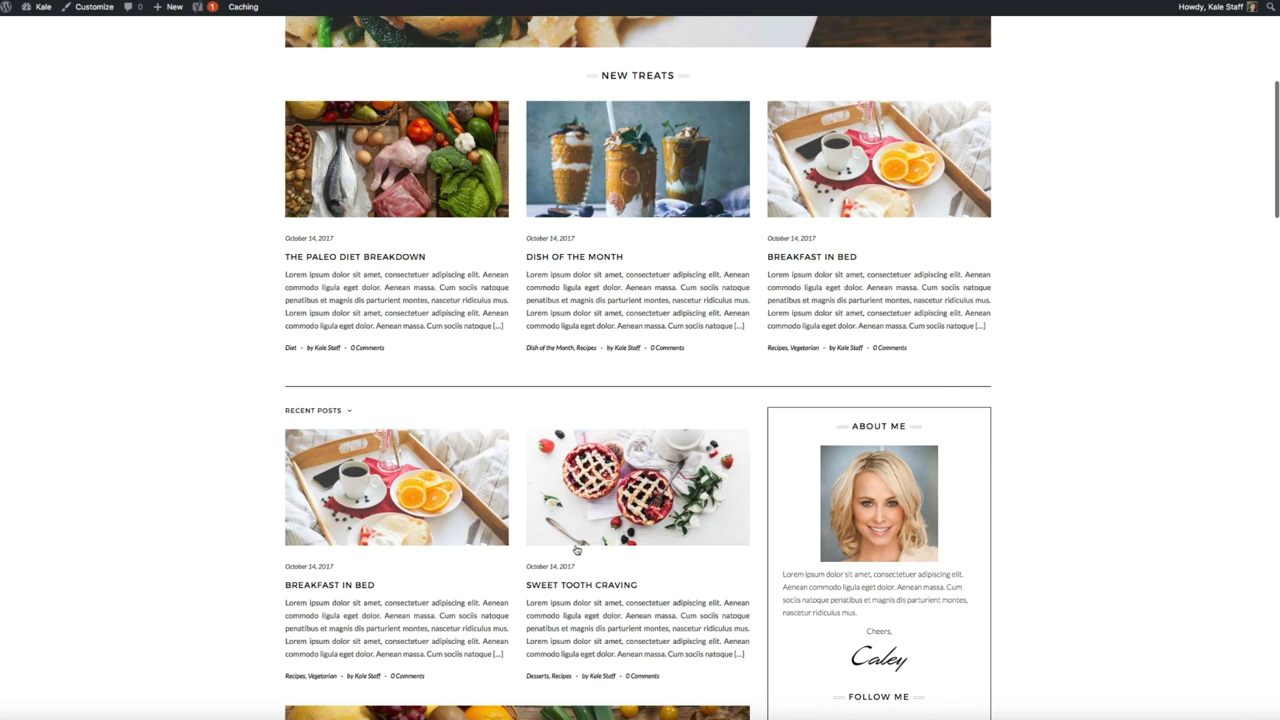 Kale Customize 0 New 1 Caching Howdy, Kale Staff
NEW TREATS
October 14, 2017
THE PALEO DIET BREAKDOWN
Lorem ipsum dolor sit amet, consectetuer adipiscing elit. Aenean
commodo ligula eget dolor. Aenean massa. Cum sociis natoque
penatibus et magnis dis parturient montes, nascetur ridiculus mus.
Lorem ipsum dolor sit amet, consectetuer adipiscing elit. Aenean
commodo ligula eget dolor. Aenean massa. Cum sociis natoque [...]
Diet - by Kale Staff - 0 Comments
October 14, 2017
DISH OF THE MONTH
Lorem ipsum dolor sit amet, consectetuer adipiscing elit. Aenean
commodo ligula eget dolor. Aenean massa. Cum sociis natoque
penatibus et magnis dis parturient montes, nascetur ridiculus mus.
Lorem ipsum dolor sit amet, consectetuer adipiscing elit. Aenean
commodo ligula eget dolor. Aenean massa. Cum sociis natoque [...]
Dish of the Month, Recipes - by Kale Staff - 0 Comments
October 14, 2017
BREAKFAST IN BED
Lorem ipsum dolor sit amet, consectetuer adipiscing elit. Aenean
commodo ligula eget dolor. Aenean massa. Cum sociis natoque
penatibus et magnis dis parturient montes, nascetur ridiculus mus.
Lorem ipsum dolor sit amet, consectetuer adipiscing elit. Aenean
commodo ligula eget dolor. Aenean massa. Cum sociis natoque [...]
Recipes, Vegetarian - by Kale Staff - 0 Comments
RECENT POSTS
October 14, 2017
BREAKFAST IN BED
Lorem ipsum dolor sit amet, consectetuer adipiscing elit. Aenean
commodo ligula eget dolor. Aenean massa. Cum sociis natoque
penatibus et magnis dis parturient montes, nascetur ridiculus mus.
Lorem ipsum dolor sit amet, consectetuer adipiscing elit. Aenean
commodo ligula eget dolor. Aenean massa. Cum sociis natoque [...]
Recipes, Vegetarian - by Kale Staff - 0 Comments
October 14, 2017
SWEET TOOTH CRAVING
Lorem ipsum dolor sit amet, consectetuer adipiscing elit. Aenean
commodo ligula eget dolor. Aenean massa. Cum sociis natoque
penatibus et magnis dis parturient montes, nascetur ridiculus mus.
Lorem ipsum dolor sit amet, consectetuer adipiscing elit. Aenean
commodo ligula eget dolor. Aenean massa. Cum sociis natoque [...]
Desserts, Recipes - by Kale Staff - 0 Comments
ABOUT ME
Lorem ipsum dolor sit amet, consectetuer adipiscing elit.
Aenean commodo ligula eget dolor. Aenean massa. Cum
sociis natoque penatibus et magnis dis parturient montes,
nascetur ridiculus mus.
Cheers,
Caley
FOLLOW ME